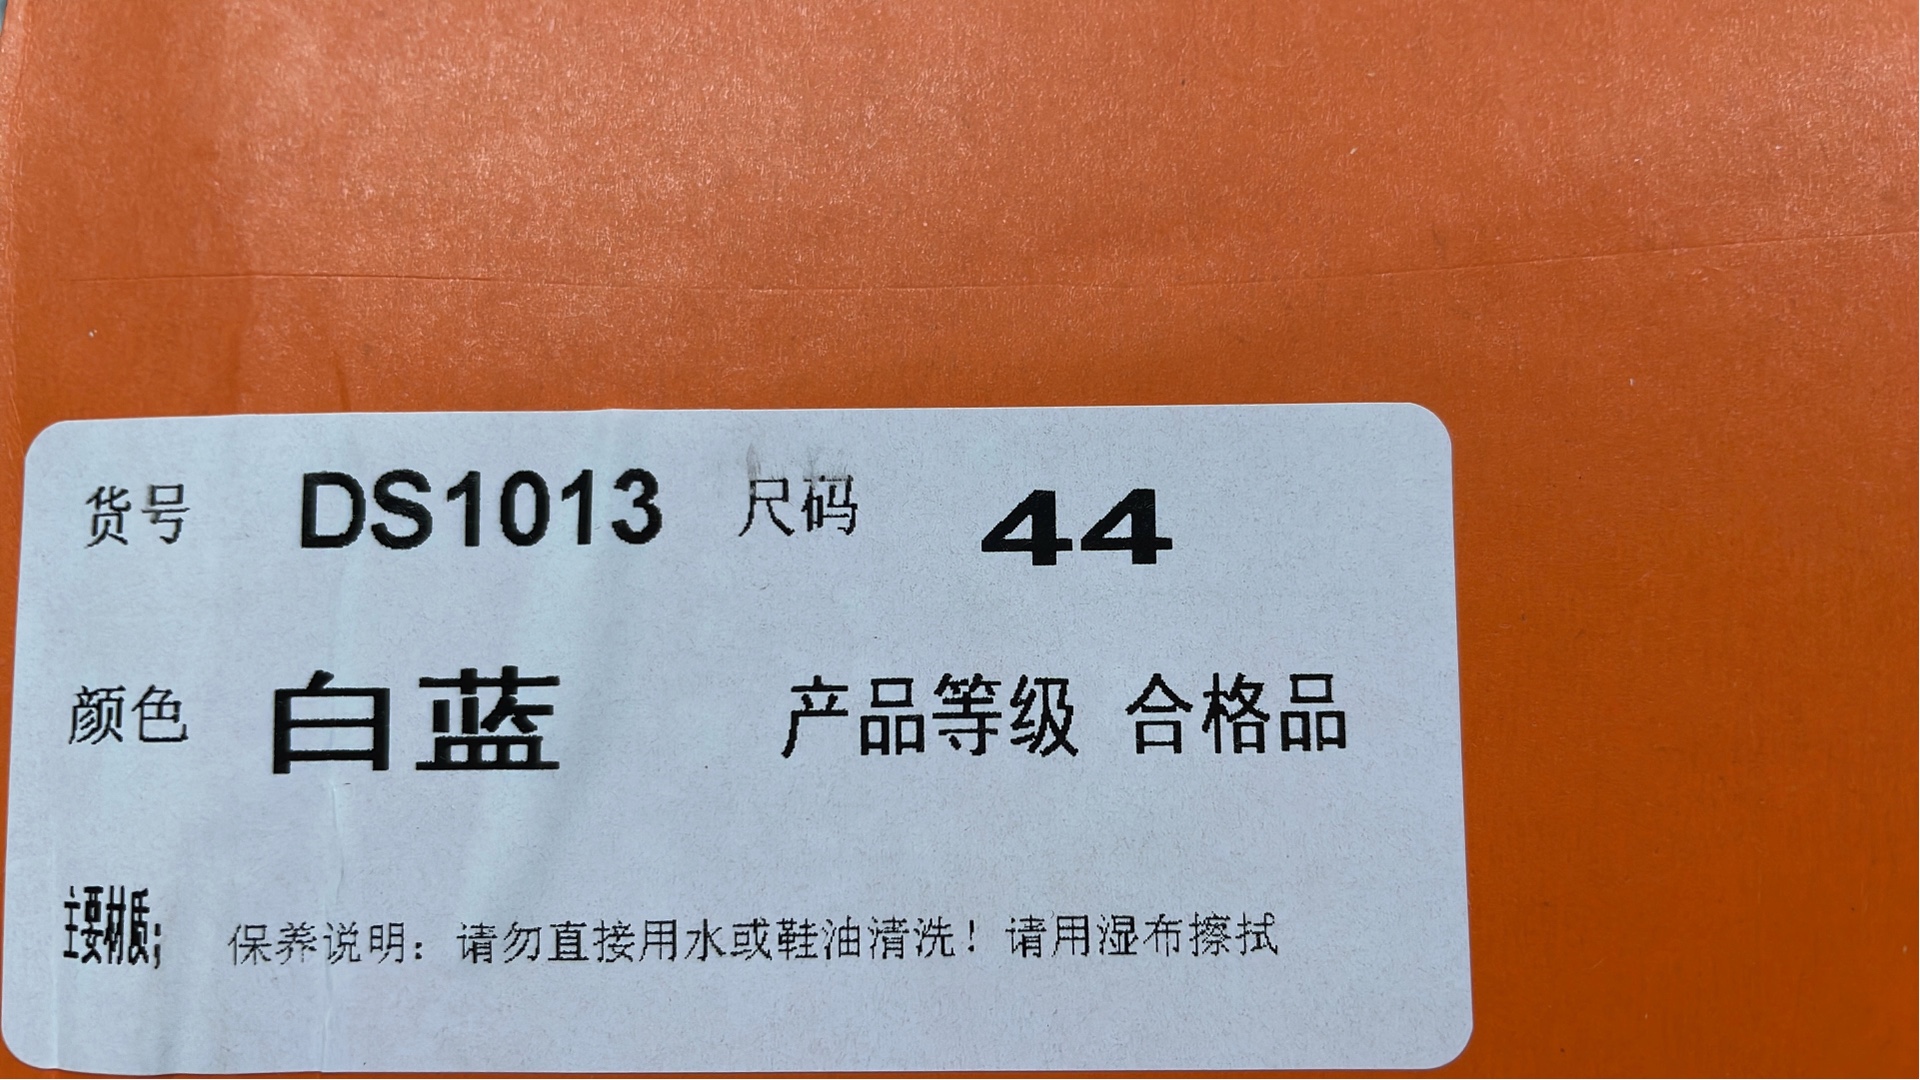 货号 DS1013 尺码 44
颜色 白蓝 产品等级 合格品
主要材质； 保养说明：请勿直接用水或鞋油清洗！请用湿布擦拭